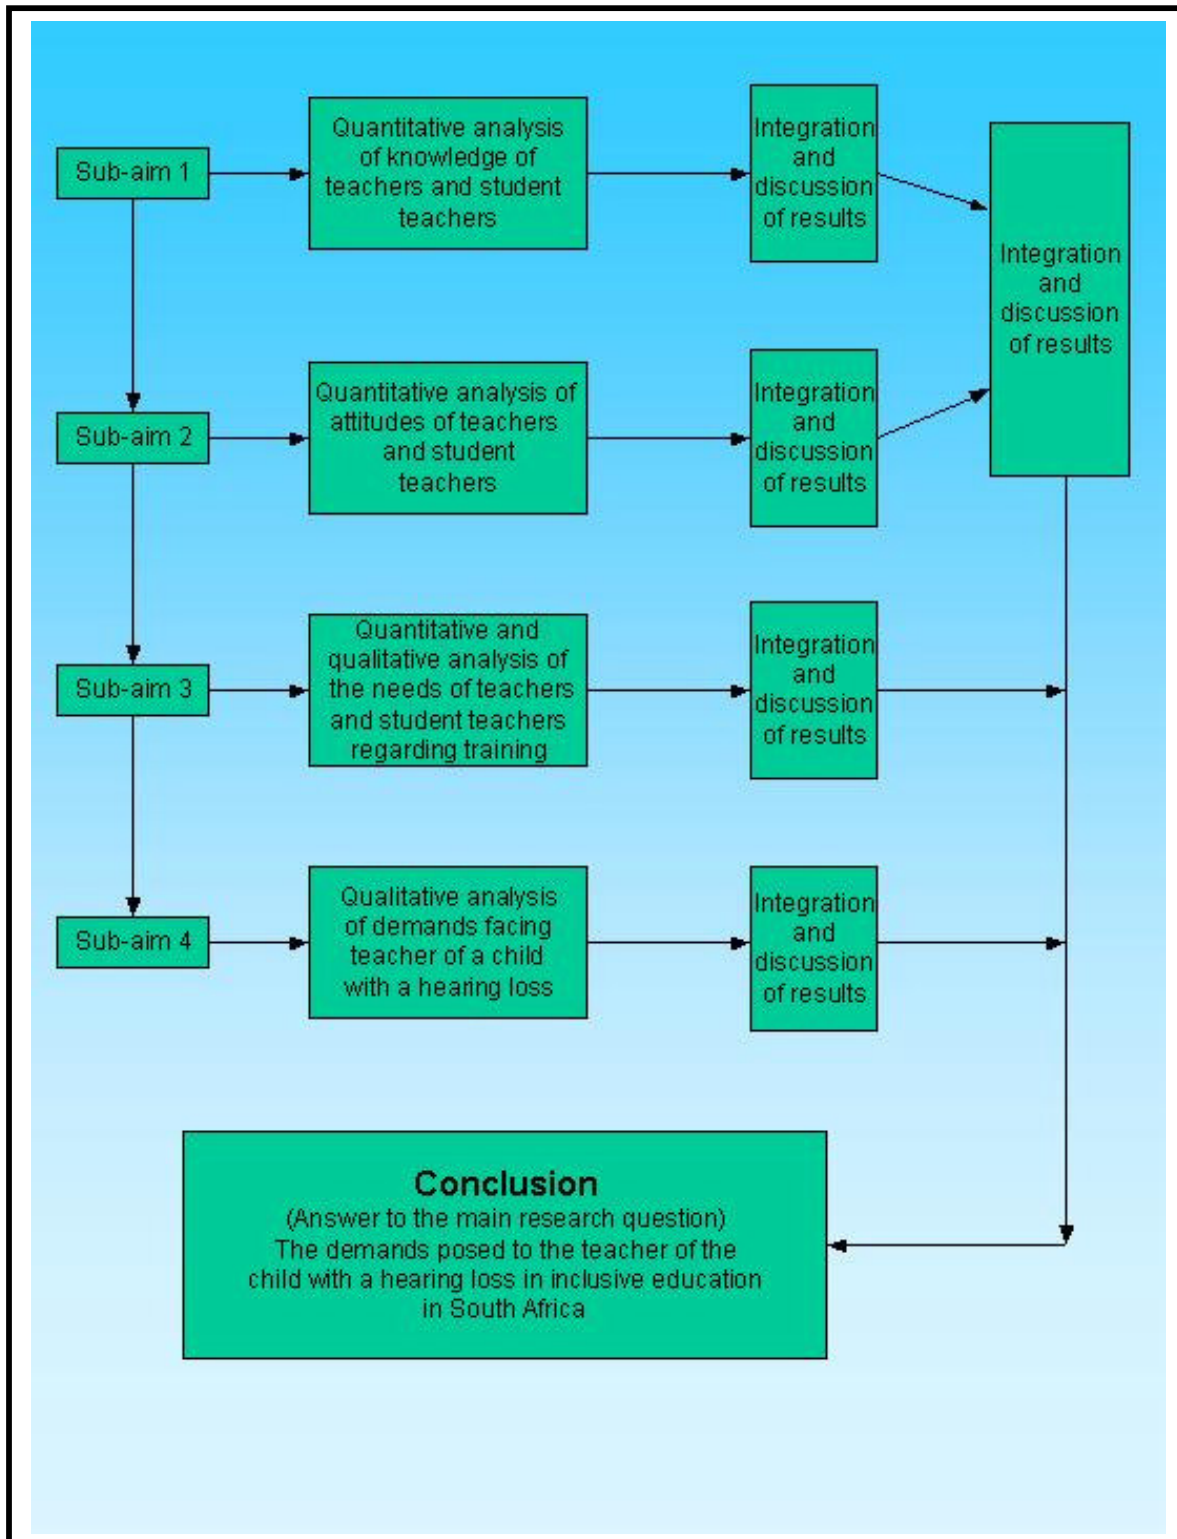 Sub-aim 1
Quantitative analysis
of knowledge of
teachers and student
teachers
Integration
and
discussion
of results
Integration
and
discussion
of results
Sub-aim 2
Quantitative analysis of
attitudes of teachers
and student
teachers
Integration
and
discussion
of results
Sub-aim 3
Quantitative and
qualitative analysis of
the needs of teachers
and student teachers
regarding training
Integration
and
discussion
of results
Sub-aim 4
Qualitative analysis
of demands facing
teacher of a child
with a hearing loss
Integration
and
discussion
of results
Conclusion
(Answer to the main research question)
The demands posed to the teacher of the
child with a hearing loss in inclusive education
in South Africa